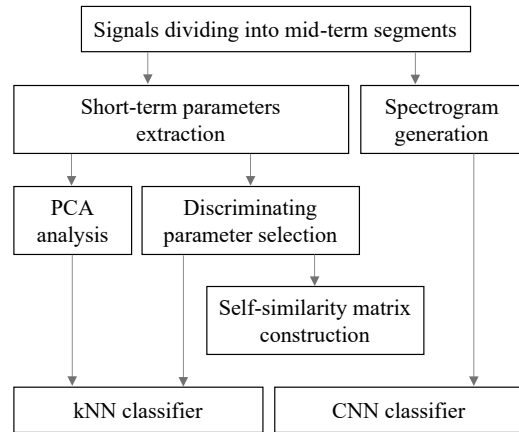 Signals dividing into mid-term segments
Short-term parameters
extraction
Spectrogram
generation
PCA
analysis
Discriminating
parameter selection
Self-similarity matrix
construction
kNN classifier
CNN classifier